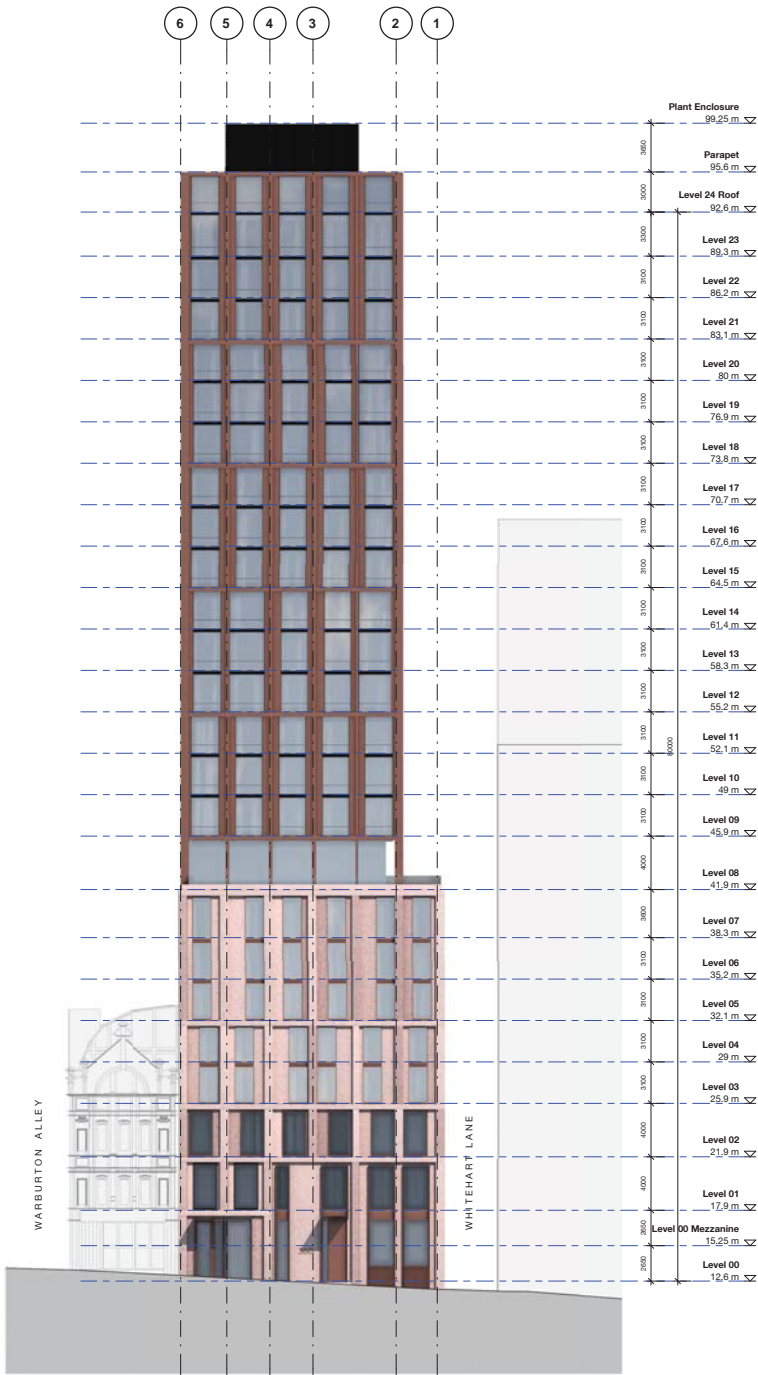 6 5 4 3 2 1
Plant Enclosure
99,25 m
3650
Parapet
95,6 m
3000
Level 24 Roof
92,6 m
3300
Level 23
89,3 m
3100
Level 22
86,2 m
3100
Level 21
83,1 m
3100
Level 20
80 m
3100
Level 19
76,9 m
3100
Level 18
73,8 m
3100
Level 17
70,7 m
3100
Level 16
67,6 m
3100
Level 15
64,5 m
3100
Level 14
61,4 m
3100
Level 13
58,3 m
3100
Level 12
55,2 m
3100
Level 11
52,1 m
80000
3100
Level 10
49 m
3100
Level 09
45,9 m
4000
Level 08
41,9 m
3600
Level 07
38,3 m
3100
Level 06
35,2 m
3100
Level 05
32,1 m
3100
Level 04
29 m
3100
Level 03
25,9 m
4000
Level 02
21,9 m
4000
Level 01
17,9 m
2650
Level 00 Mezzanine
15,25 m
2650
Level 00
12,6 m
WARBURTON ALLEY
WHITEHART LANE